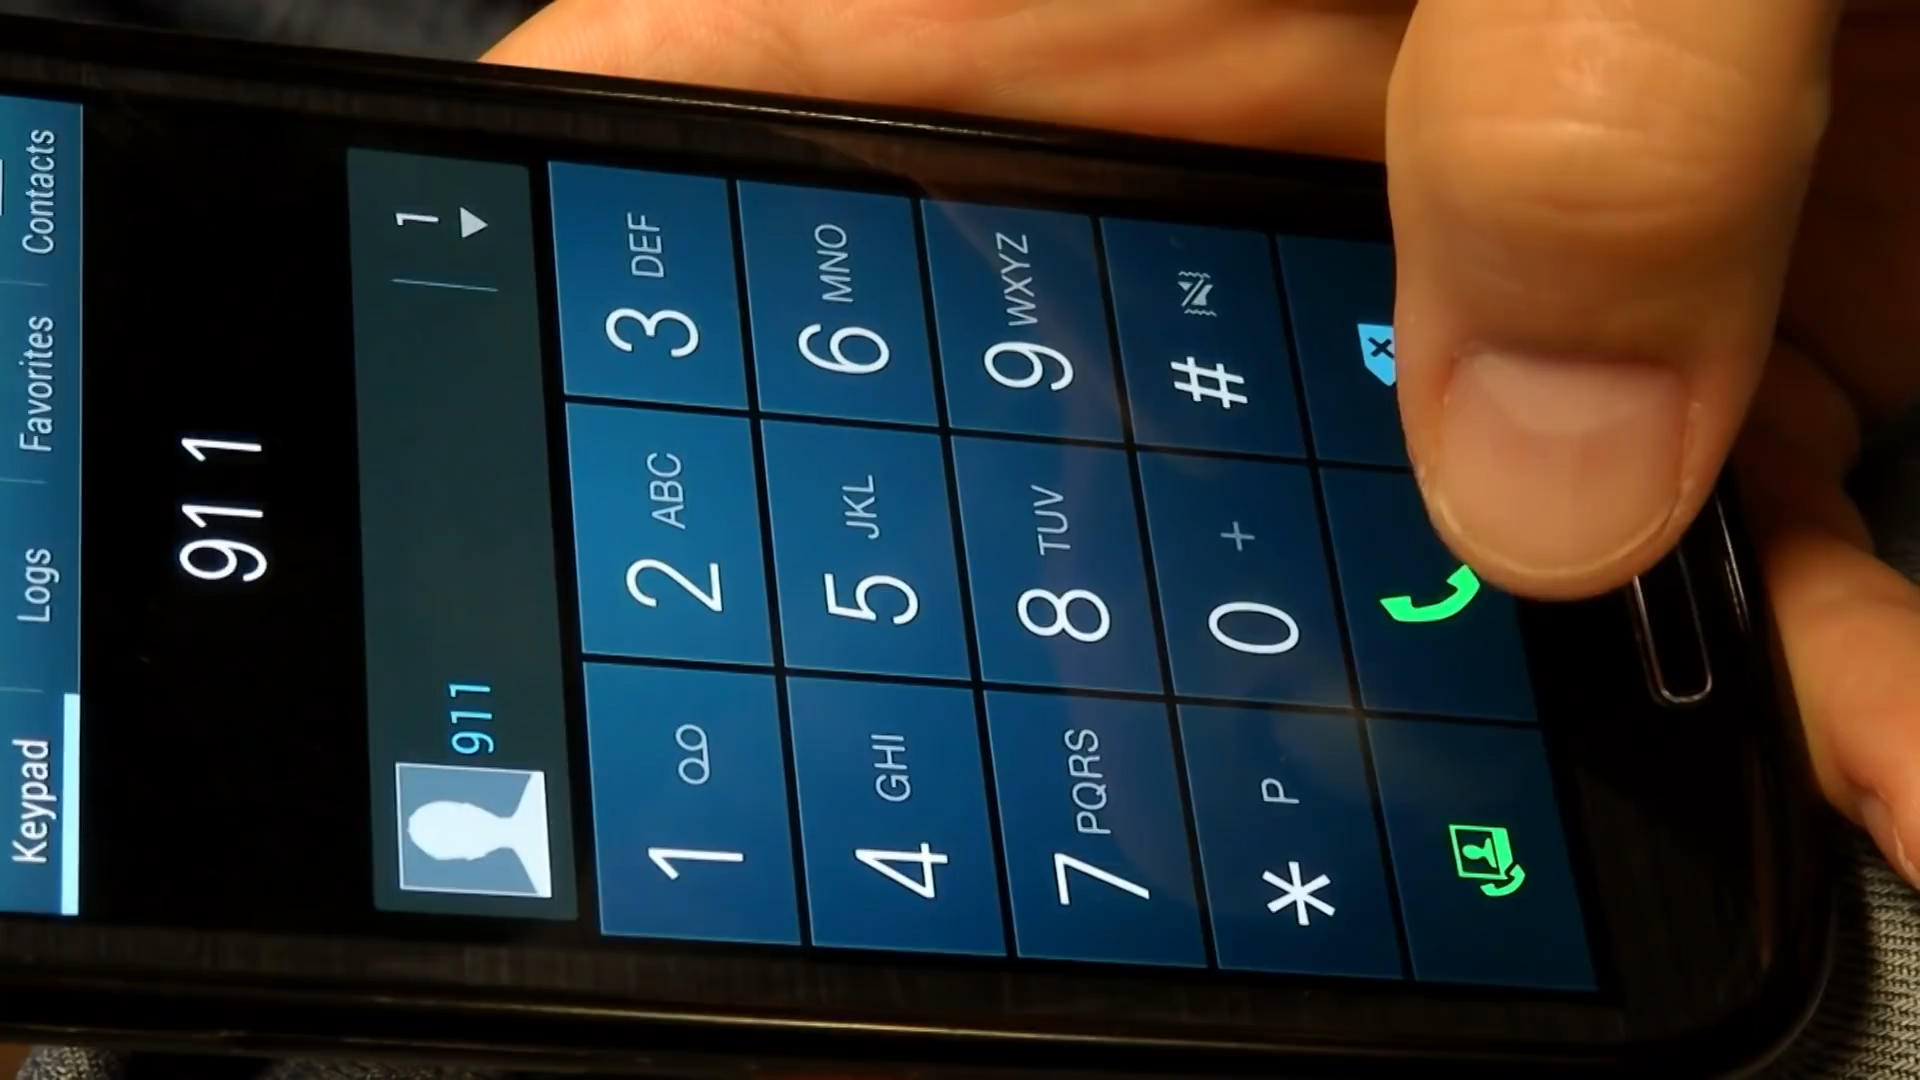 Keypad Logs Favorites Contacts
911
911 1
1 2 ABC 3 DEF
4 GHI 5 JKL 6 MNO
7 PQRS 8 TUV 9 WXYZ
* P 0 + #